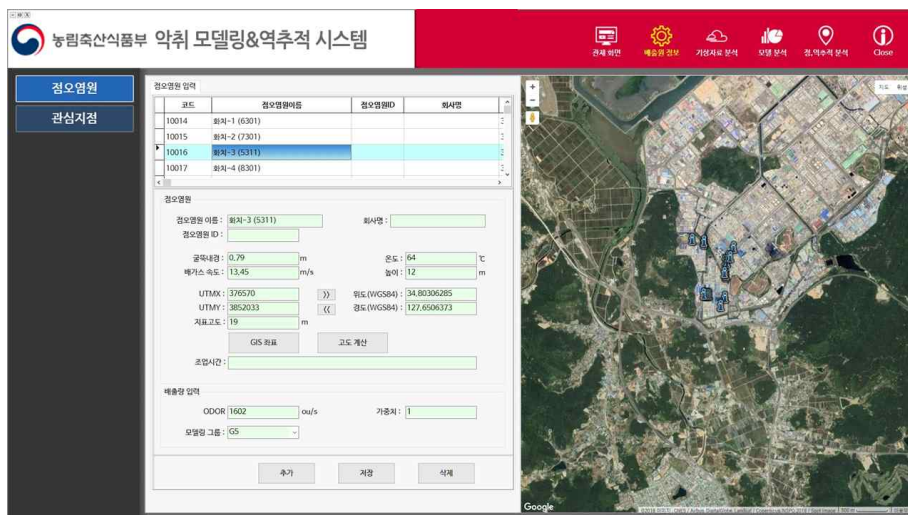 농림축산식품부 악취 모델링&역추적 시스템
관제 화면
배출원 정보
기상자료 분석
모델 분석
점,역추적 분석
Close
점오염원
관심지점
점오염원 입력
코드 점오염원이름 점오염원ID 회사명
10014 화치-1 (6301)
10015 화치-2 (7301)
10016 화치-3 (5311)
10017 화치-4 (8301)
점오염원
점오염원 이름 : 화치-3 (5311) 회사명 :
점오염원 ID :
굴뚝내경 : 0.79 m 온도 : 64 ℃
배가스 속도 : 13.45 m/s 높이 : 12 m
UTMX : 376570 >> 위도(WGS84) : 34.80306285
UTMY : 3852033 << 경도(WGS84) : 127.6506373
지표고도 : 19 m
GIS 좌표 고도 계산
조업시간 :
배출량 입력
ODOR 1602 ou/s 가중치 : 1
모델링 그룹 : GS
추가 저장 삭제
지도 위성
Google